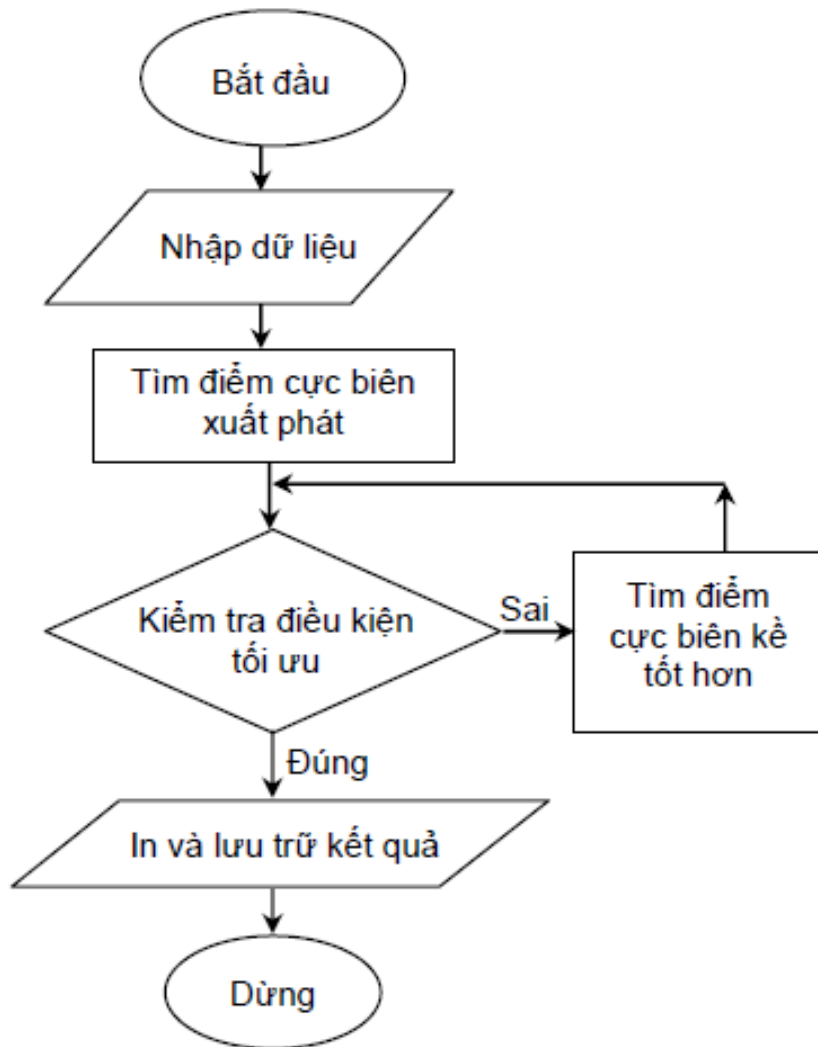 Bắt đầu
Nhập dữ liệu
Tìm điểm cực biên
xuất phát
Kiểm tra điều kiện
tối ưu
Sai
Tìm điểm
cực biên kề
tốt hơn
Đúng
In và lưu trữ kết quả
Dừng